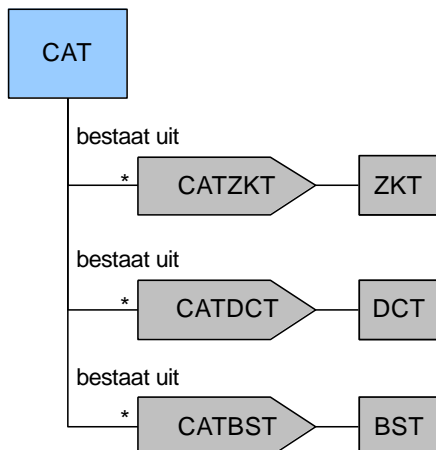 CAT
bestaat uit
* CATZKT ZKT
bestaat uit
* CATDCT DCT
bestaat uit
* CATBST BST